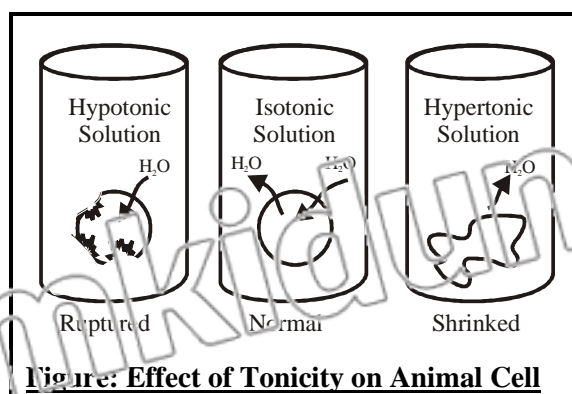 Hypotonic
Solution
H₂O
Isotonic
Solution
H₂O
H₂O
Hypertonic
Solution
H₂O
Ruptured
Normal
Shrinked
Figure: Effect of Tonicity on Animal Cell
mkidun